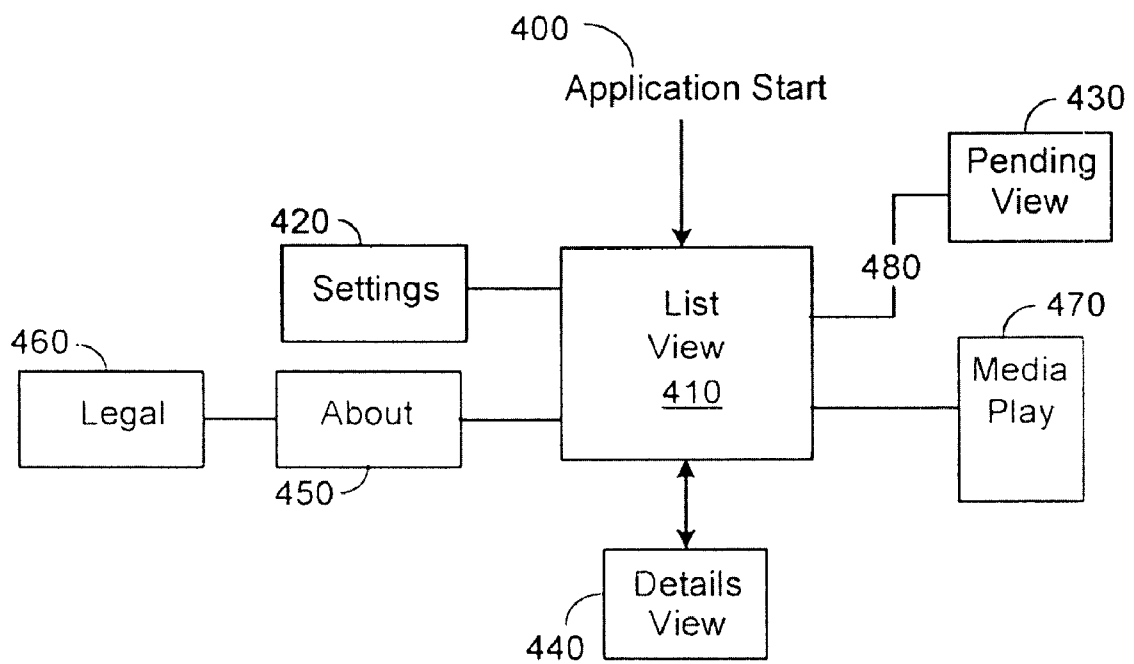 400
Application Start
430
Pending
View
420
Settings
480
List
View
410
470
Media
Play
460
Legal
About
450
Details
View
440